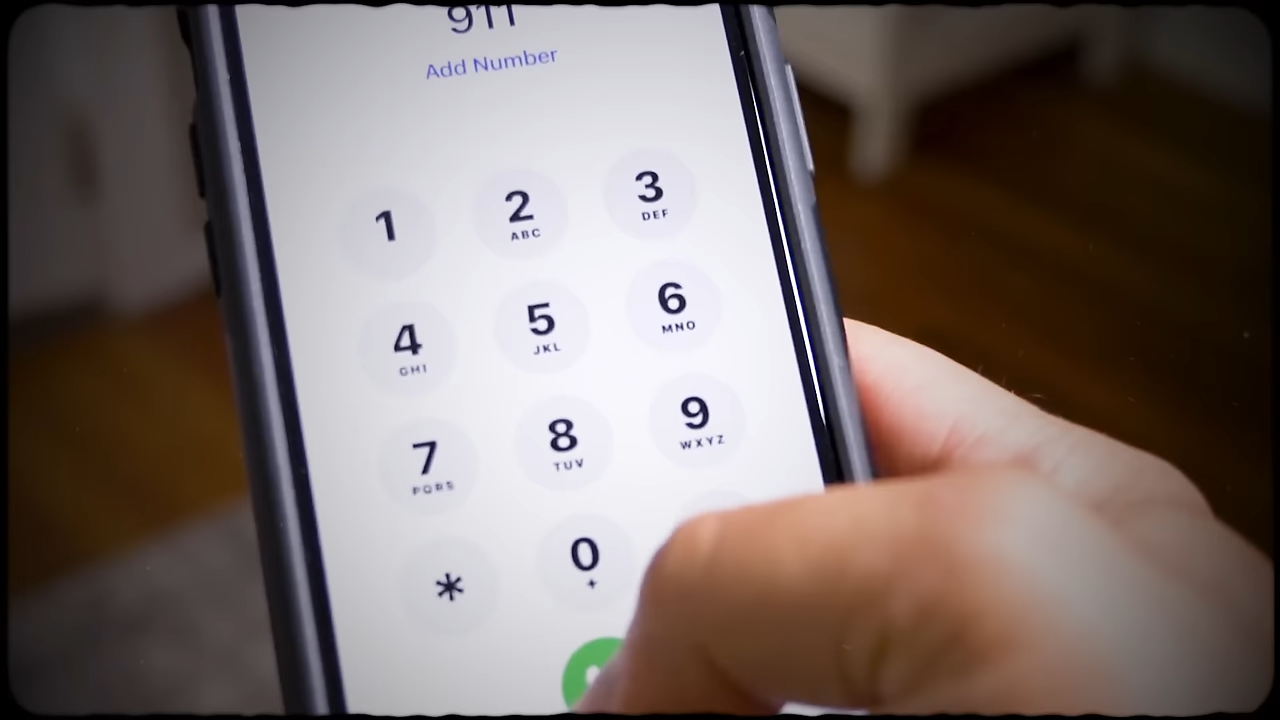 911
Add Number
1 2 3
ABC DEF
4 5 6
GHI JKL MNO
7 8 9
PQRS TUV WXYZ
* 0
+